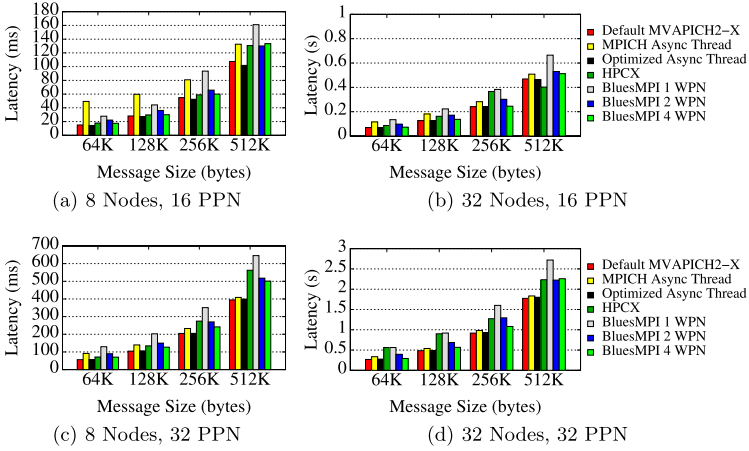 180
160
140
120
100
80
60
40
20
0
Latency (ms)
64K 128K 256K 512K
Message Size (bytes)
(a) 8 Nodes, 16 PPN
1
0.8
0.6
0.4
0.2
0
Latency (s)
64K 128K 256K 512K
Message Size (bytes)
(b) 32 Nodes, 16 PPN
Default MVAPICH2-X
MPICH Async Thread
Optimized Async Thread
HPCX
BluesMPI 1 WPN
BluesMPI 2 WPN
BluesMPI 4 WPN
700
600
500
400
300
200
100
0
Latency (ms)
64K 128K 256K 512K
Message Size (bytes)
(c) 8 Nodes, 32 PPN
3
2.5
2
1.5
1
0.5
0
Latency (s)
64K 128K 256K 512K
Message Size (bytes)
(d) 32 Nodes, 32 PPN
Default MVAPICH2-X
MPICH Async Thread
Optimized Async Thread
HPCX
BluesMPI 1 WPN
BluesMPI 2 WPN
BluesMPI 4 WPN